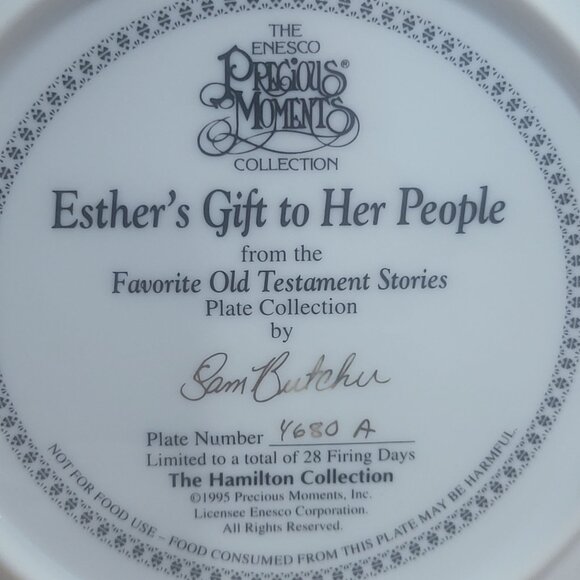 THE
ENESCO
PRECIOUS®
MOMENTS
COLLECTION
Esther's Gift to Her People
from the
Favorite Old Testament Stories
Plate Collection
by
Sam Butcher
Plate Number 4680 A
Limited to a total of 28 Firing Days
The Hamilton Collection
©1995 Precious Moments, Inc.
Licensee Enesco Corporation.
All Rights Reserved.
NOT FOR FOOD USE - FOOD CONSUMED FROM THIS PLATE MAY BE HARMFUL.